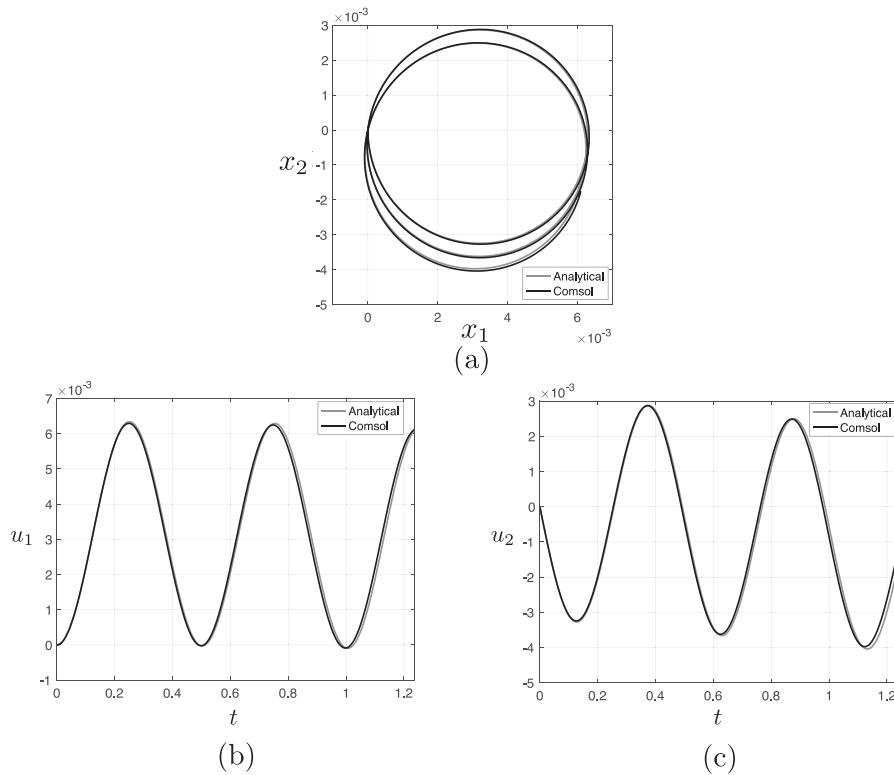 ×10⁻³
3
2
1
0
-1
x₂
-2
-3
-4
-5
Analytical
Comsol
0 2 4 6
x₁ ×10⁻³
(a)
×10⁻³
7
6
5
4
u₁
3
2
1
0
-1
Analytical
Comsol
0 0.2 0.4 0.6 0.8 1 1.2
t
(b)
×10⁻³
3
2
1
0
u₂
-1
-2
-3
-4
-5
Analytical
Comsol
0 0.2 0.4 0.6 0.8 1 1.2
t
(c)